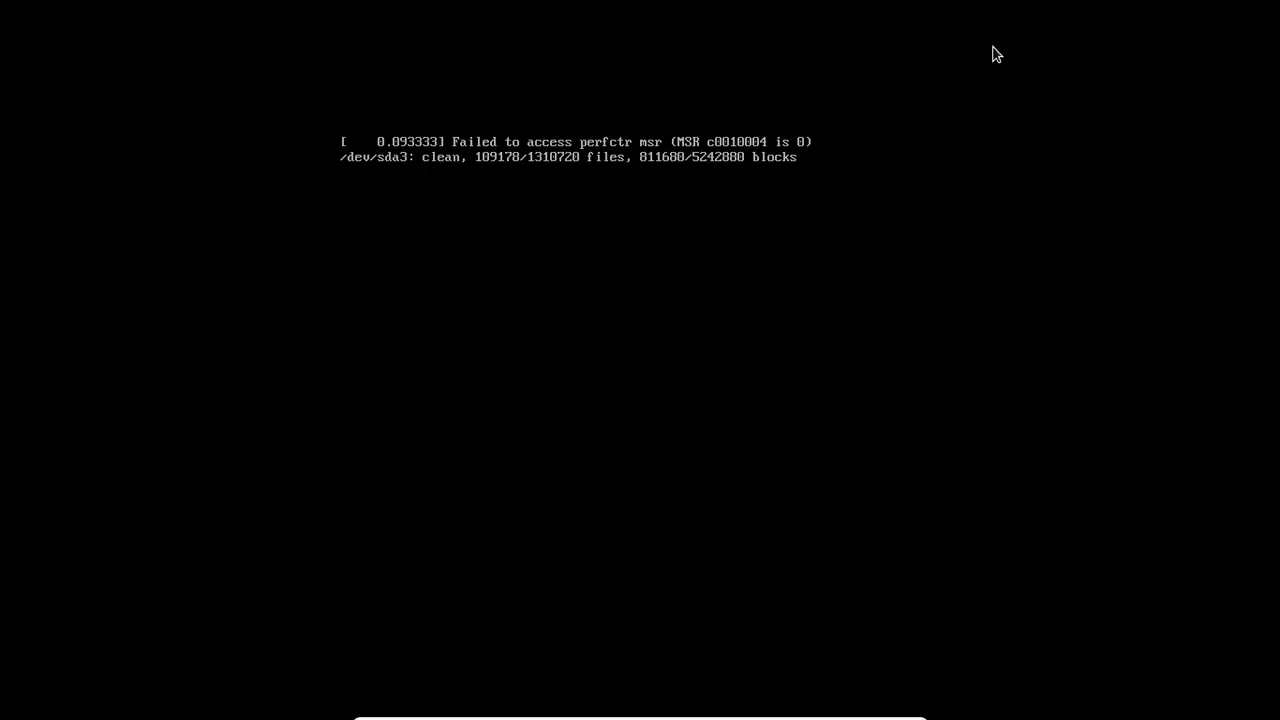 [    0.093333] Failed to access perfctr msr (MSR c0010004 is 0)
/dev/sda3: clean, 109178/1310720 files, 811680/5242880 blocks